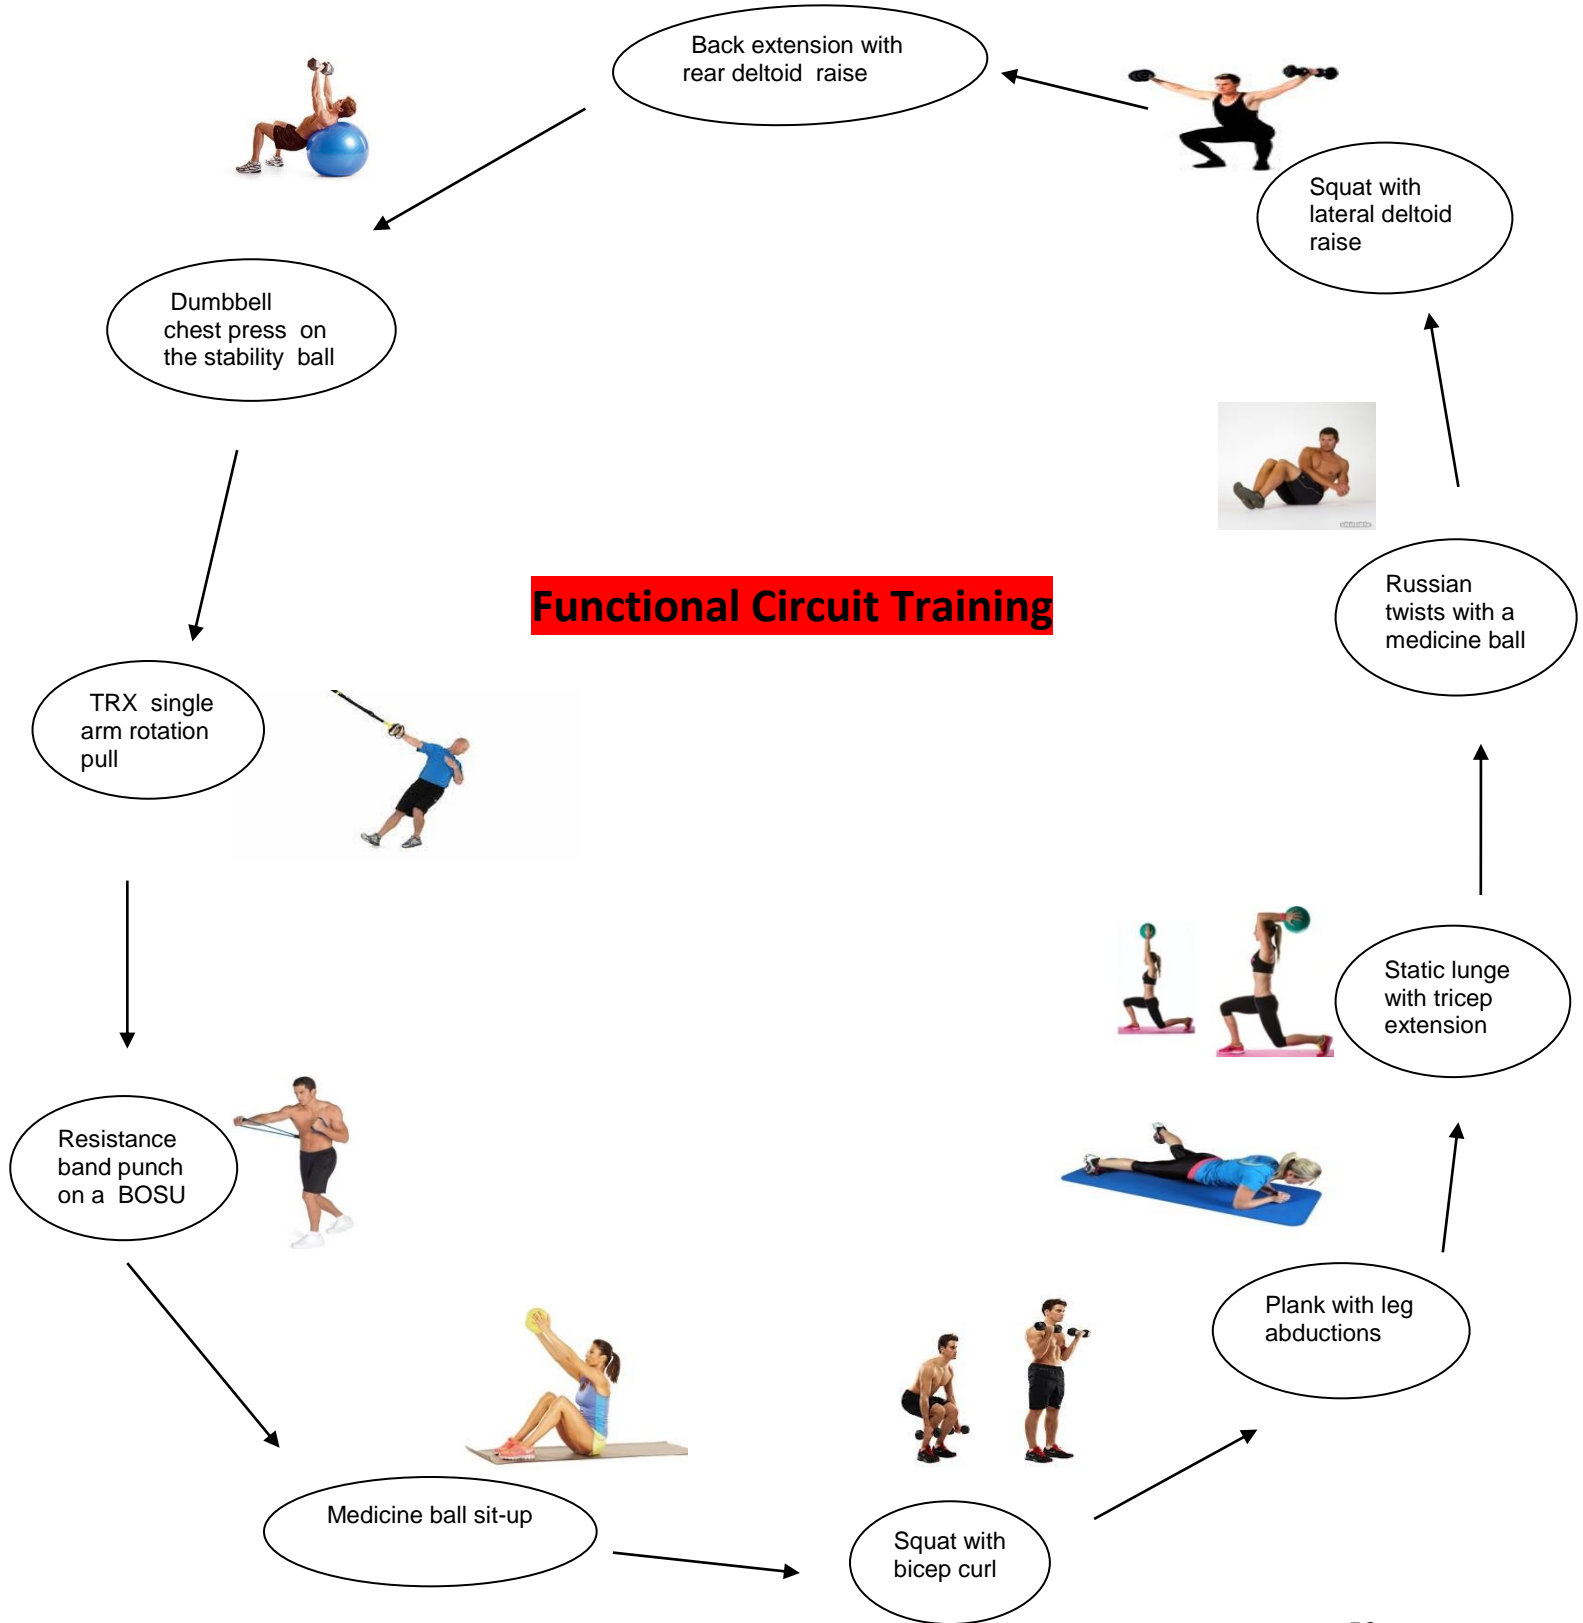 Back extension with
rear deltoid raise
Squat with
lateral deltoid
raise
Dumbbell
chest press on
the stability ball
Functional Circuit Training
Russian
twists with a
medicine ball
TRX single
arm rotation
pull
Static lunge
with tricep
extension
Resistance
band punch
on a BOSU
Plank with leg
abductions
Medicine ball sit-up
Squat with
bicep curl